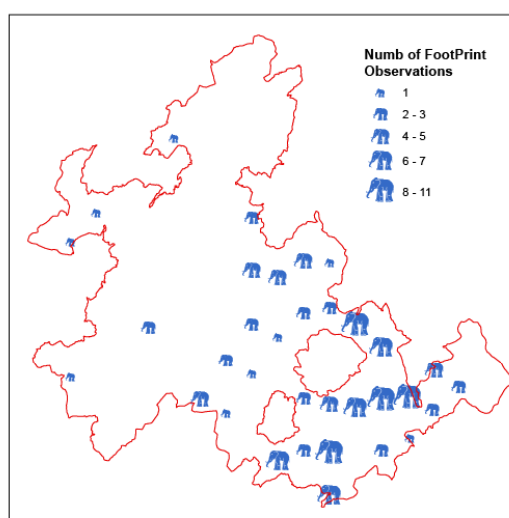 Numb of FootPrint
Observations
1
2 - 3
4 - 5
6 - 7
8 - 11